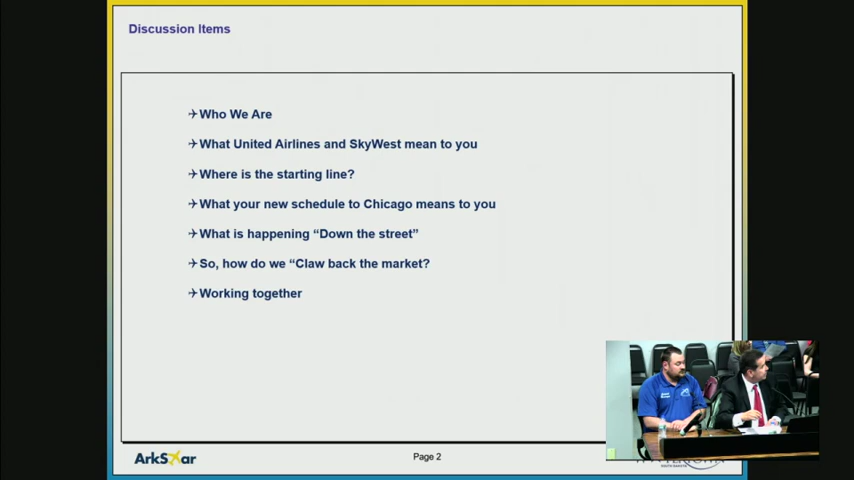 Discussion Items
✈Who We Are
✈What United Airlines and SkyWest mean to you
✈Where is the starting line?
✈What your new schedule to Chicago means to you
✈What is happening “Down the street”
✈So, how do we “Claw back the market?
✈Working together
ArkStar
Page 2
SOUTH DAKOTA